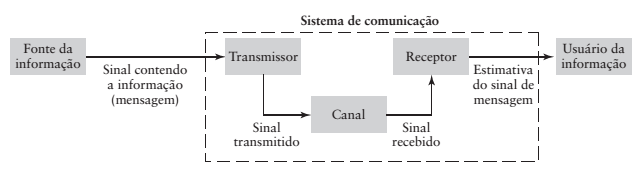 Sistema de comunicação
Fonte da
informação
Sinal contendo
a informação
(mensagem)
Transmissor
Sinal
transmitido
Canal
Sinal
recebido
Receptor
Estimativa
do sinal de
mensagem
Usuário da
informação